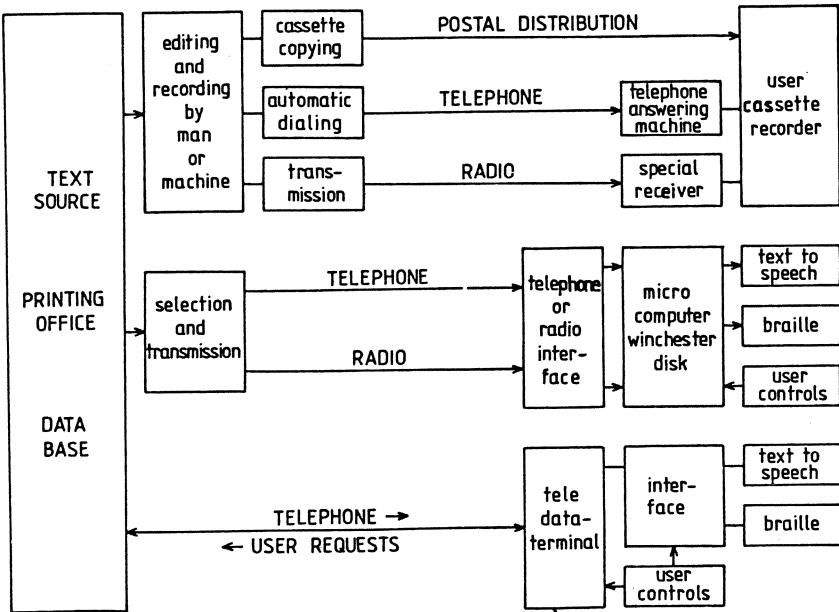 TEXT
SOURCE
PRINTING
OFFICE
DATA
BASE
editing
and
recording
by
man
or
machine
cassette
copying
POSTAL DISTRIBUTION
automatic
dialing
TELEPHONE
telephone
answering
machine
trans-
mission
RADIO
special
receiver
user
cassette
recorder
selection
and
transmission
TELEPHONE
RADIO
telephone
or
radio
inter-
face
micro
computer
winchester
disk
text to
speech
braille
user
controls
TELEPHONE →
← USER REQUESTS
tele
data-
terminal
inter-
face
text to
speech
braille
user
controls